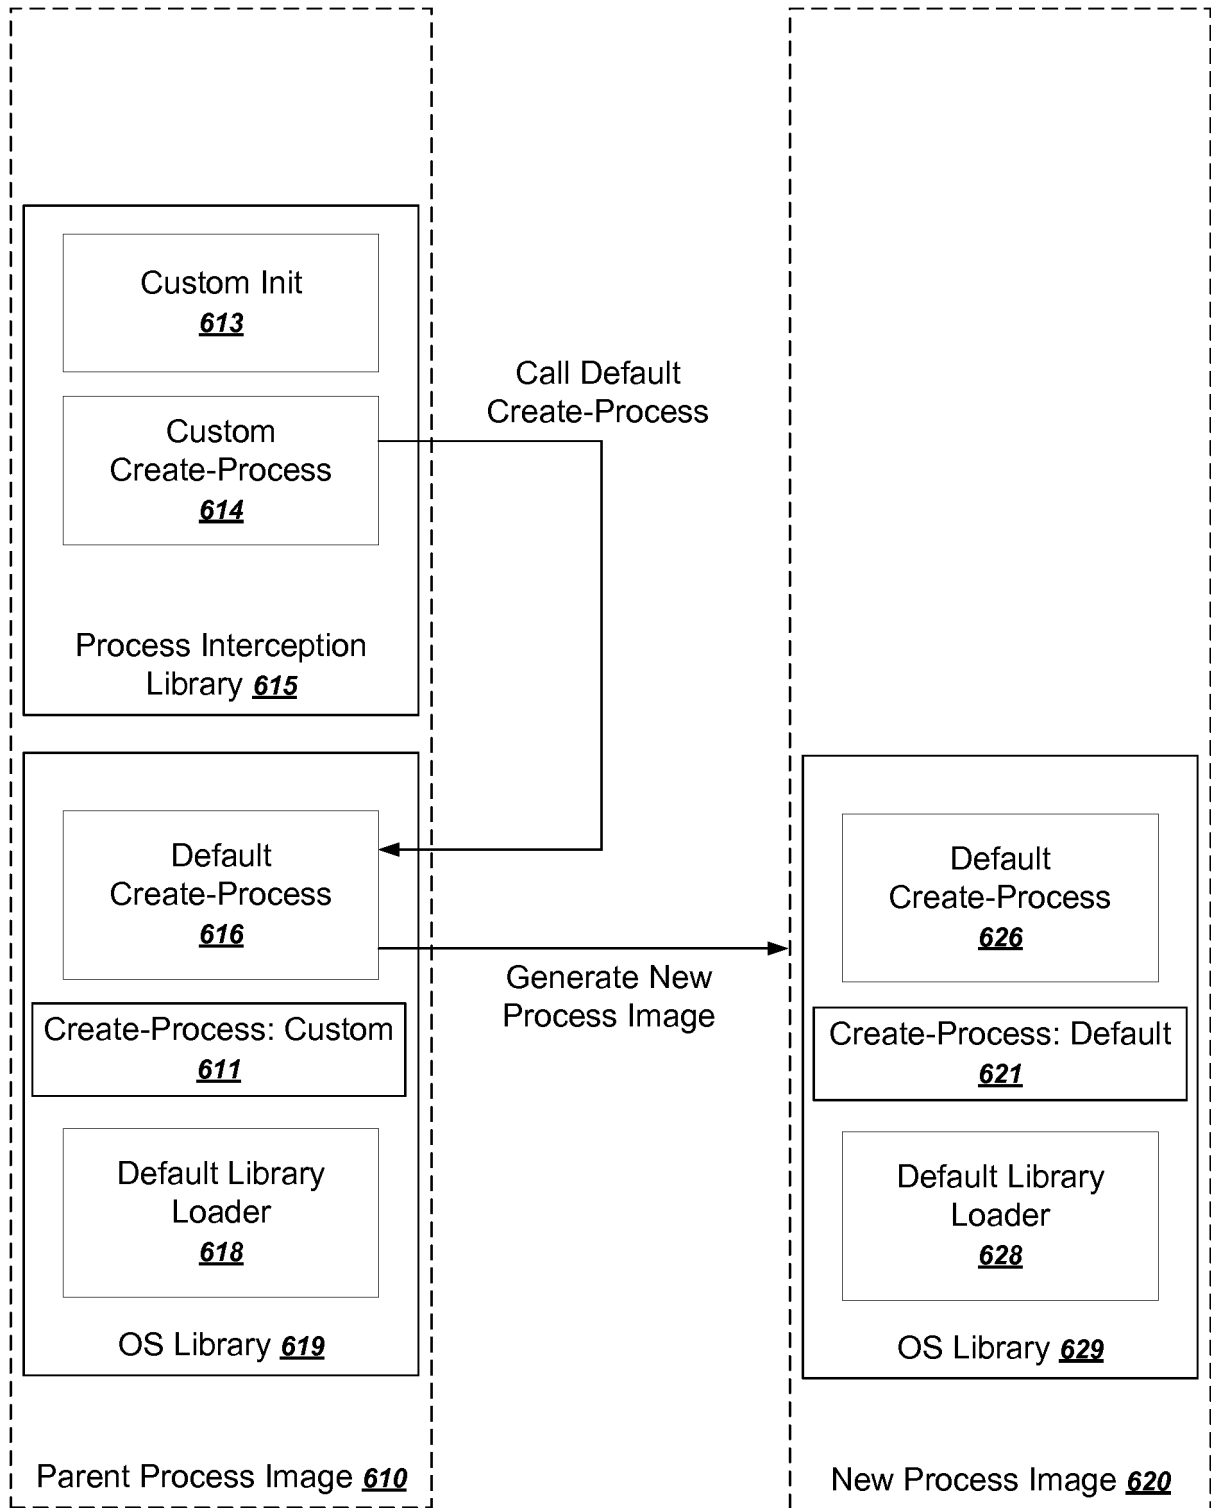 Custom Init
613
Custom
Create-Process
614
Process Interception
Library 615
Call Default
Create-Process
Default
Create-Process
616
Create-Process: Custom
611
Default Library
Loader
618
OS Library 619
Parent Process Image 610
Generate New
Process Image
Default
Create-Process
626
Create-Process: Default
621
Default Library
Loader
628
OS Library 629
New Process Image 620